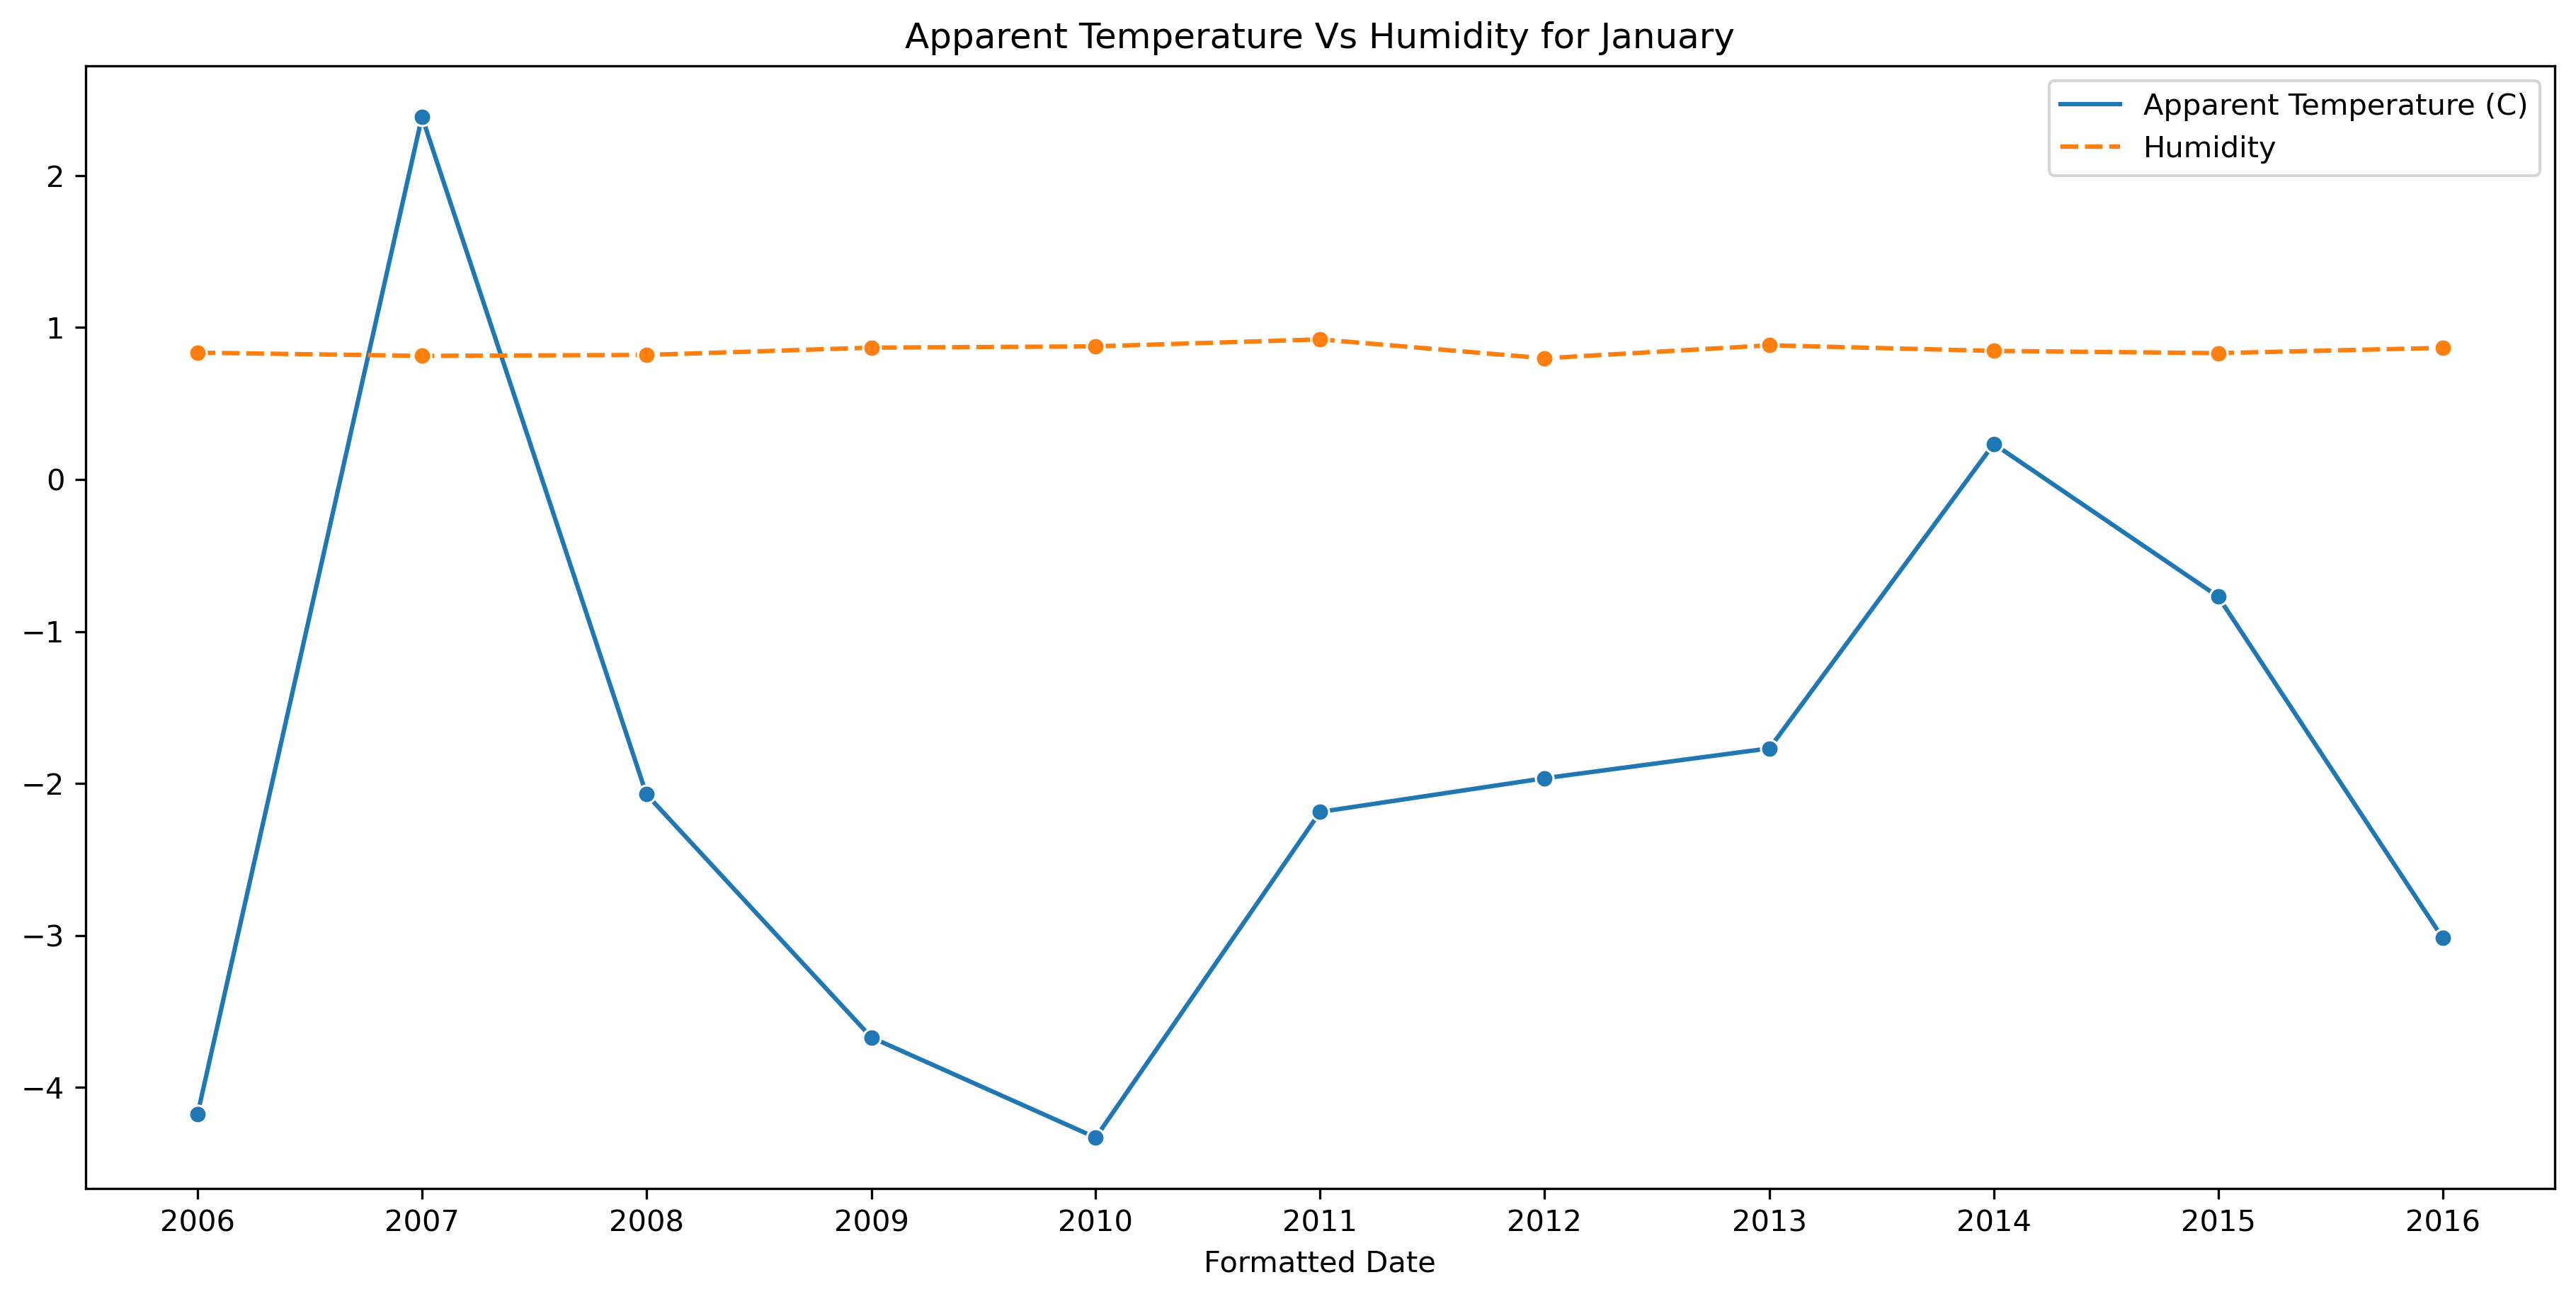 Apparent Temperature Vs Humidity for January
Apparent Temperature (C)
Humidity
2
1
0
−1
−2
−3
−4
2006 2007 2008 2009 2010 2011 2012 2013 2014 2015 2016
Formatted Date